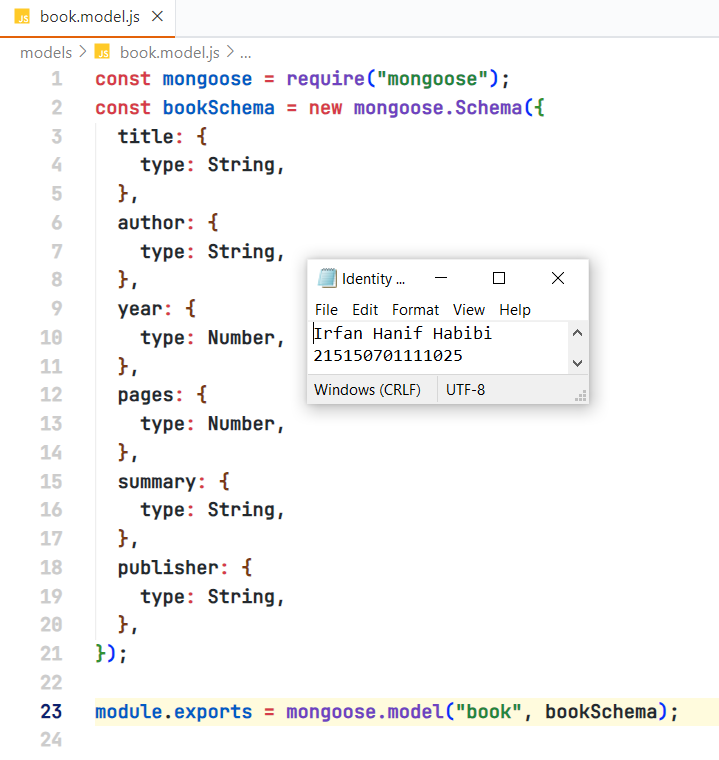 JS book.model.js
models > JS book.model.js > ...
1 const mongoose = require("mongoose");
2 const bookSchema = new mongoose.Schema({
3   title: {
4     type: String,
5   },
6   author: {
7     type: String,
8   },
9   year: {
10     type: Number,
11   },
12   pages: {
13     type: Number,
14   },
15   summary: {
16     type: String,
17   },
18   publisher: {
19     type: String,
20   },
21 });
22
23 module.exports = mongoose.model("book", bookSchema);
24
Identity ...
File Edit Format View Help
Irfan Hanif Habibi
215150701111025
Windows (CRLF) UTF-8